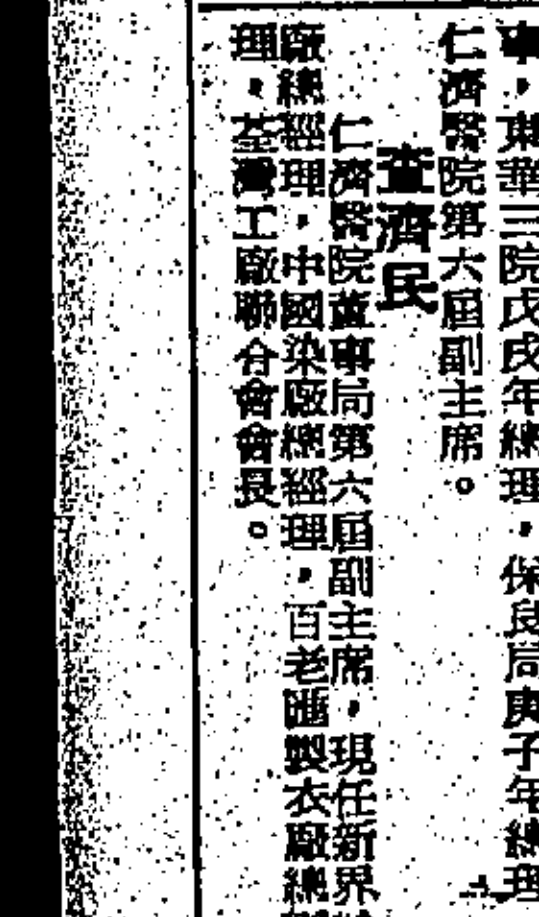 事，東華三院戊戌年總理，保良局庚子年總理
仁濟醫院第六屆副主席。
查濟民
仁濟醫院董事局第六屆副主席，現任新界
廠總經理，中國染廠總經理，百老匯製衣廠總
理，荃灣工廠聯合會會長。